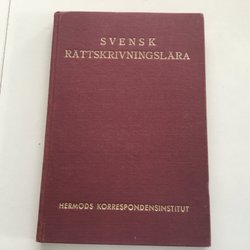 SVENSK
RÄTTSKRIVNINGSLÄRA
HERMODS KORRESPONDENSINSTITUT